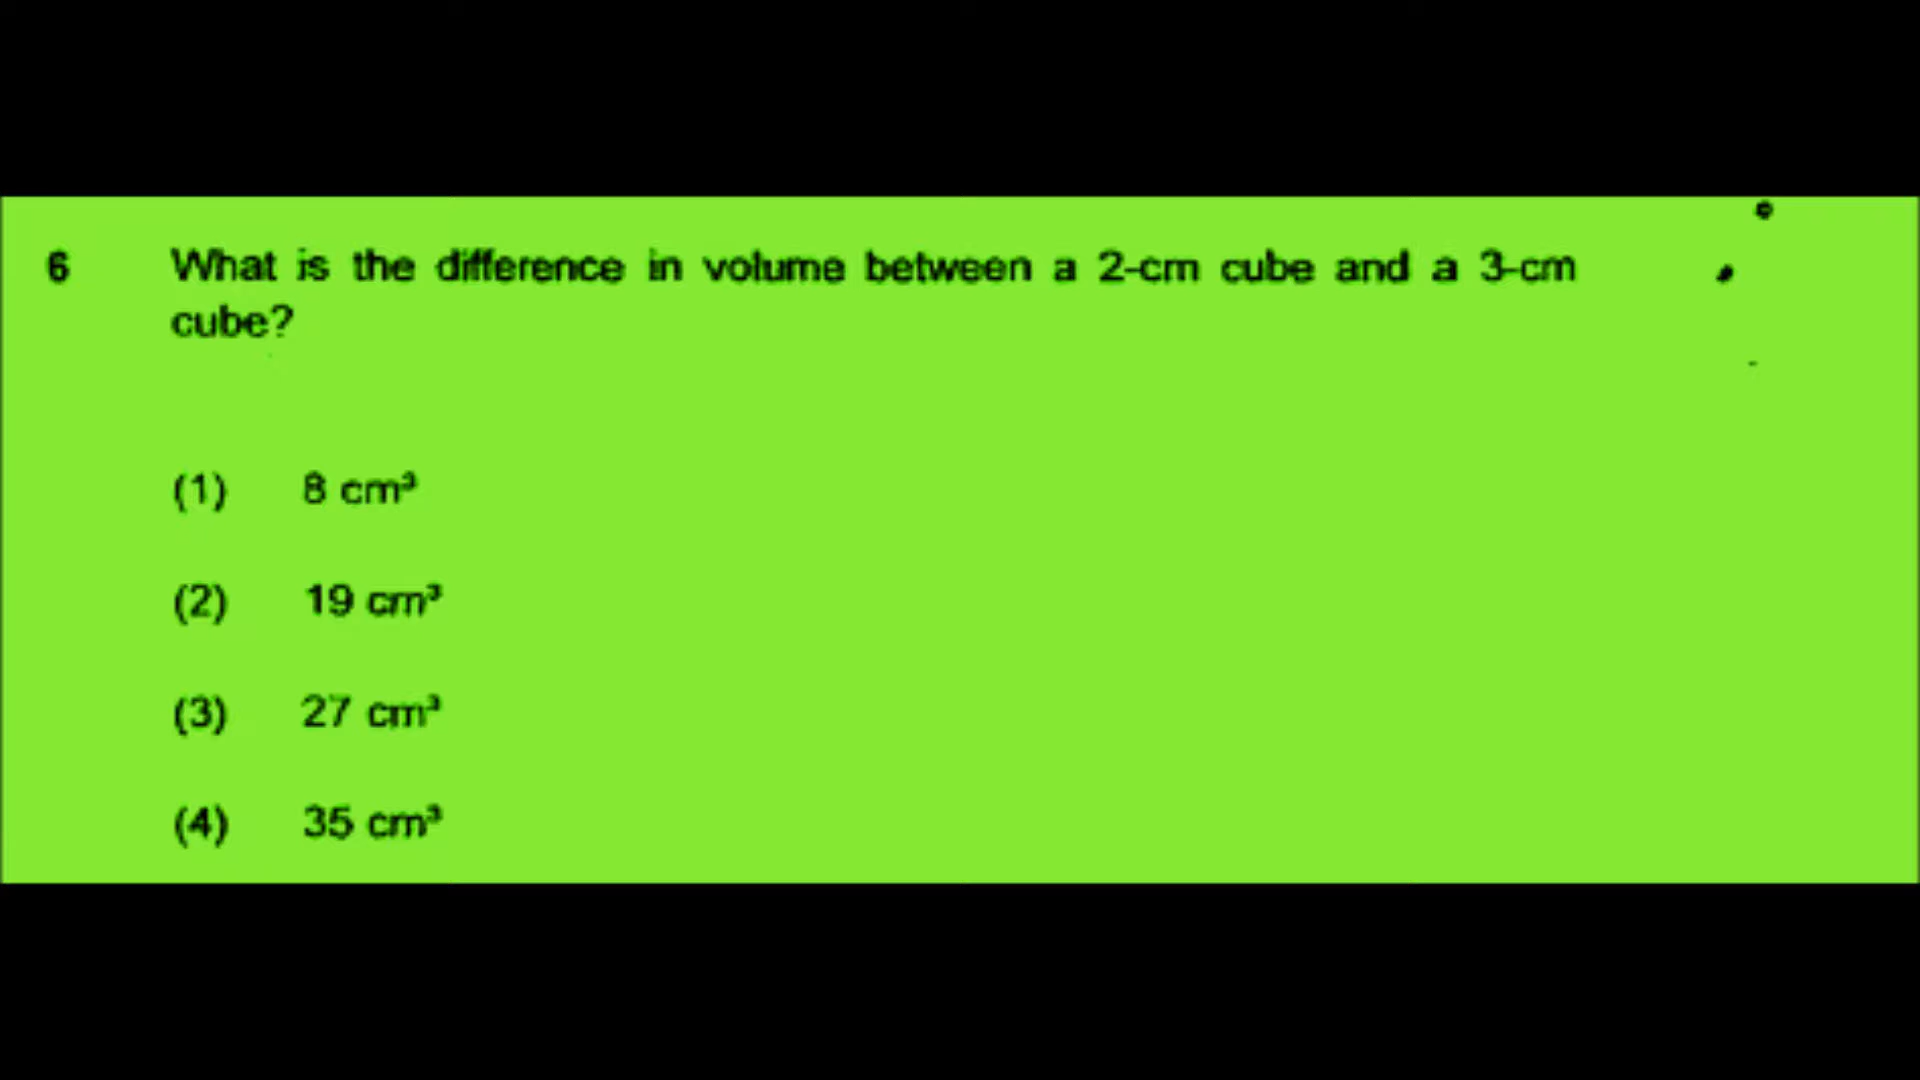 6 What is the difference in volume between a 2-cm cube and a 3-cm
cube?
(1) 8 cm³
(2) 19 cm³
(3) 27 cm³
(4) 35 cm³